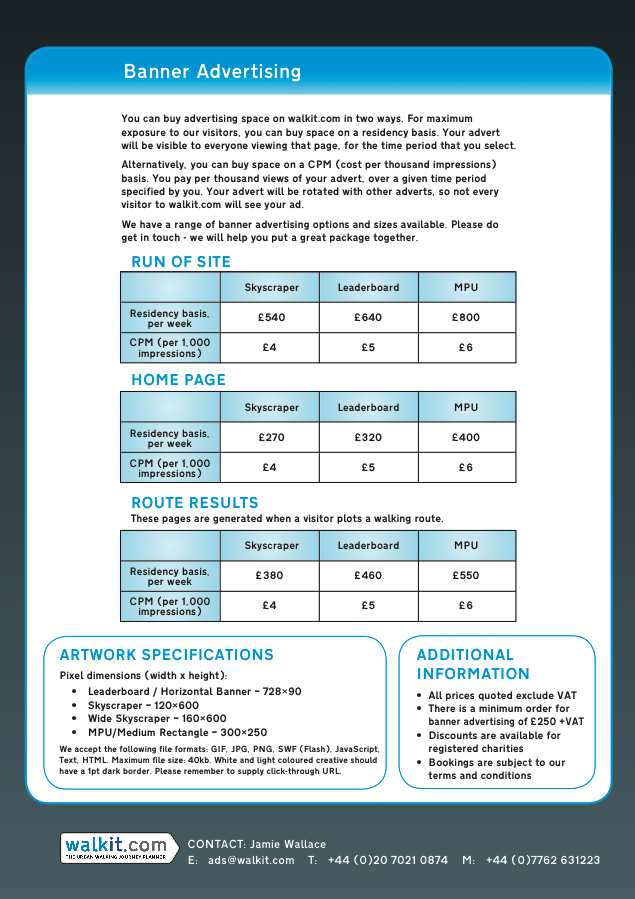 Banner Advertising
You can buy advertising space on walkit.com in two ways. For maximum
exposure to our visitors, you can buy space on a residency basis. Your advert
will be visible to everyone viewing that page, for the time period that you select.
Alternatively, you can buy space on a CPM (cost per thousand impressions)
basis. You pay per thousand views of your advert, over a given time period
specified by you. Your advert will be rotated with other adverts, so not every
visitor to walkit.com will see your ad.
We have a range of banner advertising options and sizes available. Please do
get in touch - we will help you put a great package together.
RUN OF SITE
Skyscraper Leaderboard MPU
Residency basis,
per week £540 £640 £800
CPM (per 1,000
impressions) £4 £5 £6
HOME PAGE
Skyscraper Leaderboard MPU
Residency basis,
per week £270 £320 £400
CPM (per 1,000
impressions) £4 £5 £6
ROUTE RESULTS
These pages are generated when a visitor plots a walking route.
Skyscraper Leaderboard MPU
Residency basis,
per week £380 £460 £550
CPM (per 1,000
impressions) £4 £5 £6
ARTWORK SPECIFICATIONS
Pixel dimensions (width x height):
• Leaderboard / Horizontal Banner – 728×90
• Skyscraper – 120×600
• Wide Skyscraper – 160×600
• MPU/Medium Rectangle – 300×250
We accept the following file formats: GIF, JPG, PNG, SWF (Flash), JavaScript,
Text, HTML. Maximum file size: 40kb. White and light coloured creative should
have a 1pt dark border. Please remember to supply click-through URL.
ADDITIONAL
INFORMATION
• All prices quoted exclude VAT
• There is a minimum order for
banner advertising of £250 +VAT
• Discounts are available for
registered charities
• Bookings are subject to our
terms and conditions
walkit.com
THE URBAN WALKING JOURNEY PLANNER
CONTACT: Jamie Wallace
E: ads@walkit.com T: +44 (0)20 7021 0874 M: +44 (0)7762 631223